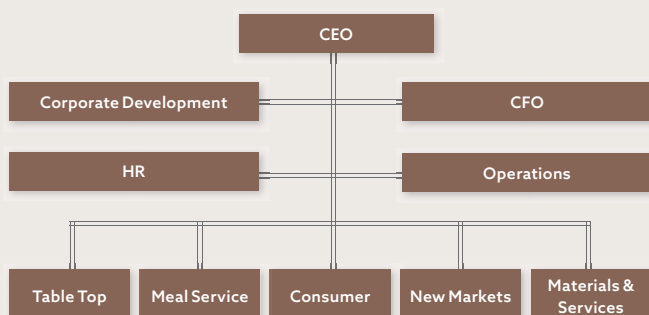 CEO
Corporate Development
CFO
HR
Operations
Table Top
Meal Service
Consumer
New Markets
Materials &
Services